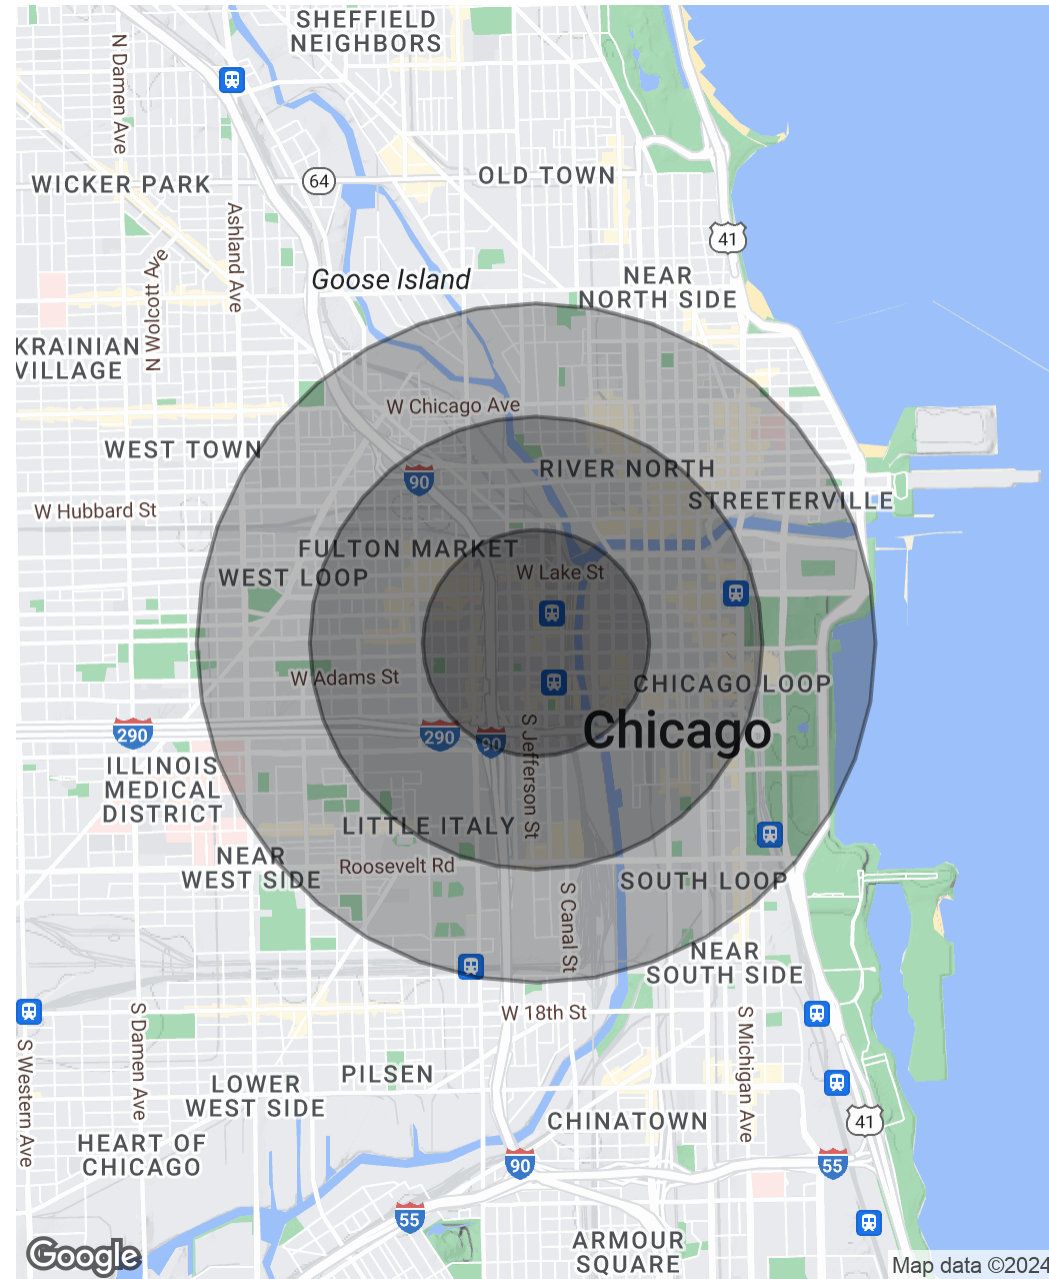 SHEFFIELD
NEIGHBORS
N Damen Ave
64
OLD TOWN
WICKER PARK
Ashland Ave
41
N Wolcott Ave
Goose Island
NEAR
NORTH SIDE
KRAINIAN
VILLAGE
W Chicago Ave
WEST TOWN
RIVER NORTH
90
STREETERVILLE
W Hubbard St
FULTON MARKET
W Lake St
WEST LOOP
W Adams St
CHICAGO LOOP
Chicago
290
290
90
S Jefferson St
ILLINOIS
MEDICAL
DISTRICT
LITTLE ITALY
NEAR
WEST SIDE
Roosevelt Rd
SOUTH LOOP
S Canal St
NEAR
SOUTH SIDE
W 18th St
S Damen Ave
S Michigan Ave
S Western Ave
PILSEN
LOWER
WEST SIDE
CHINATOWN
41
HEART OF
CHICAGO
90
55
55
ARMOUR
SQUARE
Google
Map data ©2024